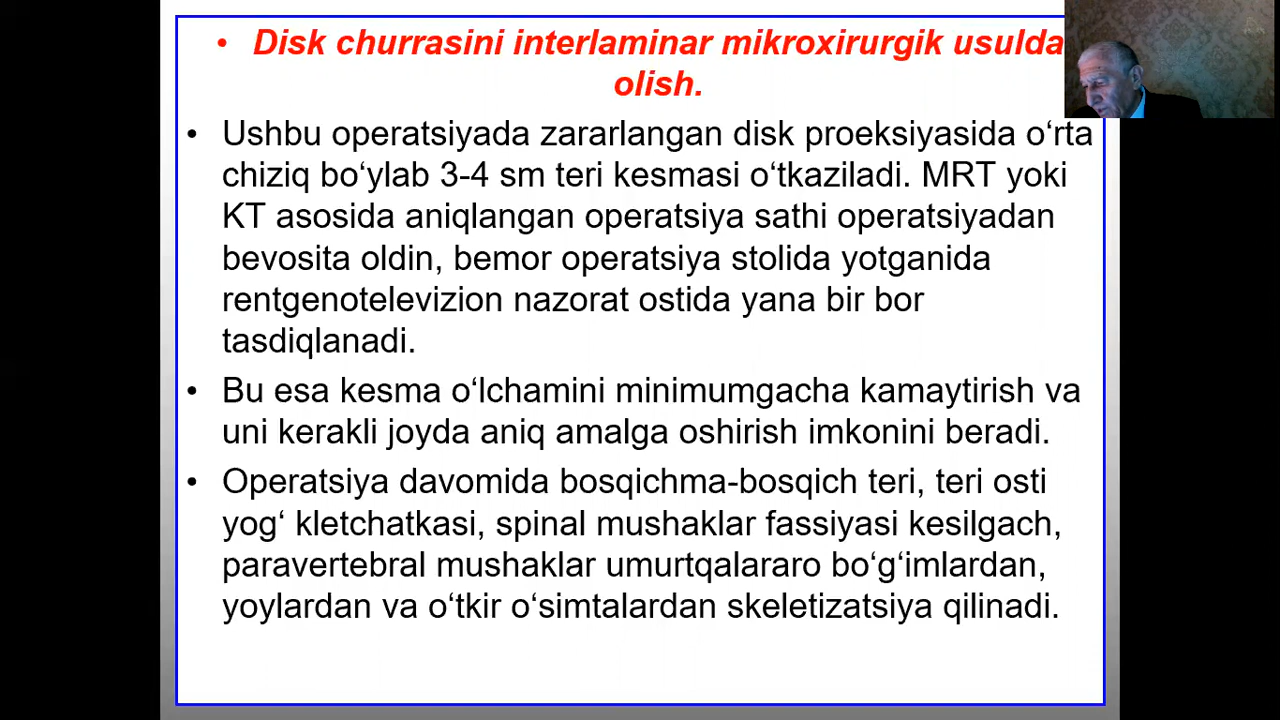 • Disk churrasini interlaminar mikroxirurgik usulda
olish.
• Ushbu operatsiyada zararlangan disk proeksiyasida o‘rta
chiziq bo‘ylab 3-4 sm teri kesmasi o‘tkaziladi. MRT yoki
KT asosida aniqlangan operatsiya sathi operatsiyadan
bevosita oldin, bemor operatsiya stolida yotganida
rentgenotelevizion nazorat ostida yana bir bor
tasdiqlanadi.
• Bu esa kesma o‘lchamini minimumgacha kamaytirish va
uni kerakli joyda aniq amalga oshirish imkonini beradi.
• Operatsiya davomida bosqichma-bosqich teri, teri osti
yog‘ kletchatkasi, spinal mushaklar fassiyasi kesilgach,
paravertebral mushaklar umurtqalararo bo‘g‘imlardan,
yoylardan va o‘tkir o‘simtalardan skeletizatsiya qilinadi.